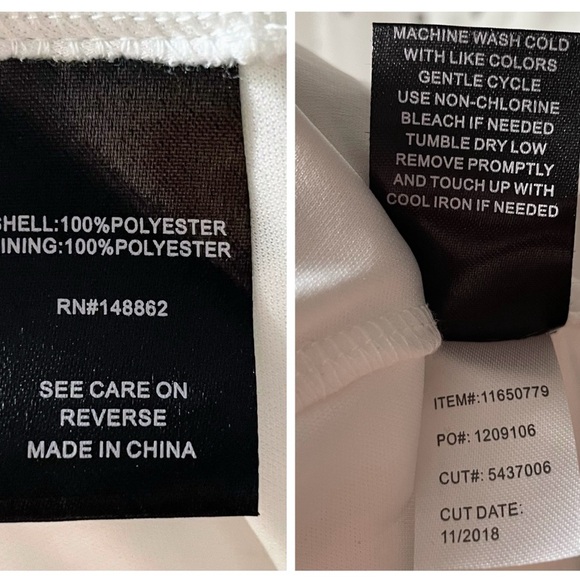 SHELL:100%POLYESTER
LINING:100%POLYESTER
RN#148862
SEE CARE ON
REVERSE
MADE IN CHINA
MACHINE WASH COLD
WITH LIKE COLORS
GENTLE CYCLE
USE NON-CHLORINE
BLEACH IF NEEDED
TUMBLE DRY LOW
REMOVE PROMPTLY
AND TOUCH UP WITH
COOL IRON IF NEEDED
ITEM#:11650779
PO#: 1209106
CUT#: 5437006
CUT DATE:
11/2018